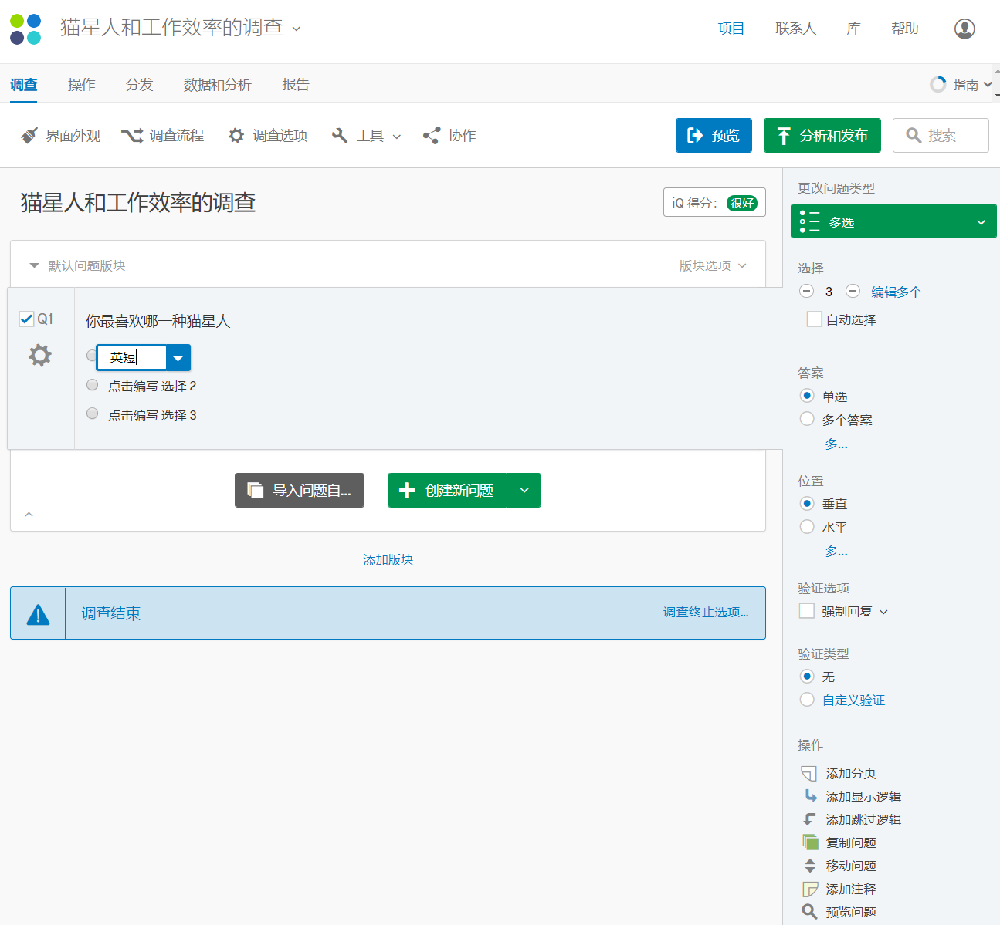 猫星人和工作效率的调查
项目 联系人 库 帮助
调查 操作 分发 数据和分析 报告
指南
界面外观 调查流程 调查选项 工具 协作
预览 分析和发布 搜索
猫星人和工作效率的调查
iQ 得分： 很好
默认问题版块 版块选项
Q1 你最喜欢哪一种猫星人
英短
点击编写 选择 2
点击编写 选择 3
导入问题自... 创建新问题
添加版块
调查结束 调查终止选项...
更改问题类型
多选
选择
3 编辑多个
自动选择
答案
单选
多个答案
多...
位置
垂直
水平
多...
验证选项
强制回复
验证类型
无
自定义验证
操作
添加分页
添加显示逻辑
添加跳过逻辑
复制问题
移动问题
添加注释
预览问题